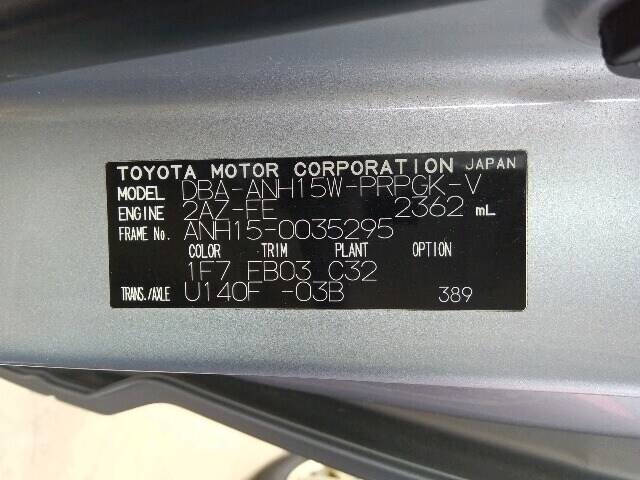 TOYOTA MOTOR CORPORATION JAPAN
MODEL DBA-ANH15W-PRPGK-V
ENGINE 2AZ-FE 2362 mL
FRAME No. ANH15-0035295
COLOR TRIM PLANT OPTION
1F7 FB03 C32
TRANS./AXLE U140F -03B 389